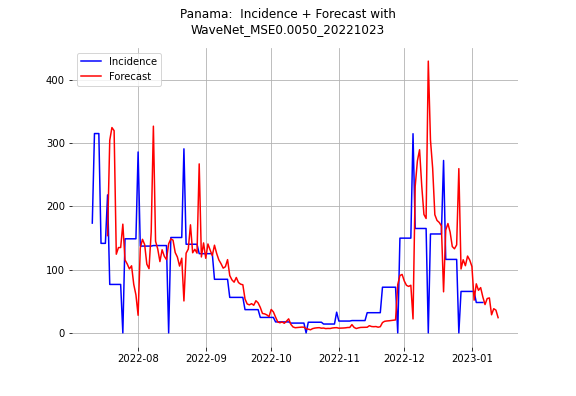 Panama:  Incidence + Forecast with
WaveNet_MSE0.0050_20221023
Incidence
Forecast
400
300
200
100
0
2022-08
2022-09
2022-10
2022-11
2022-12
2023-01